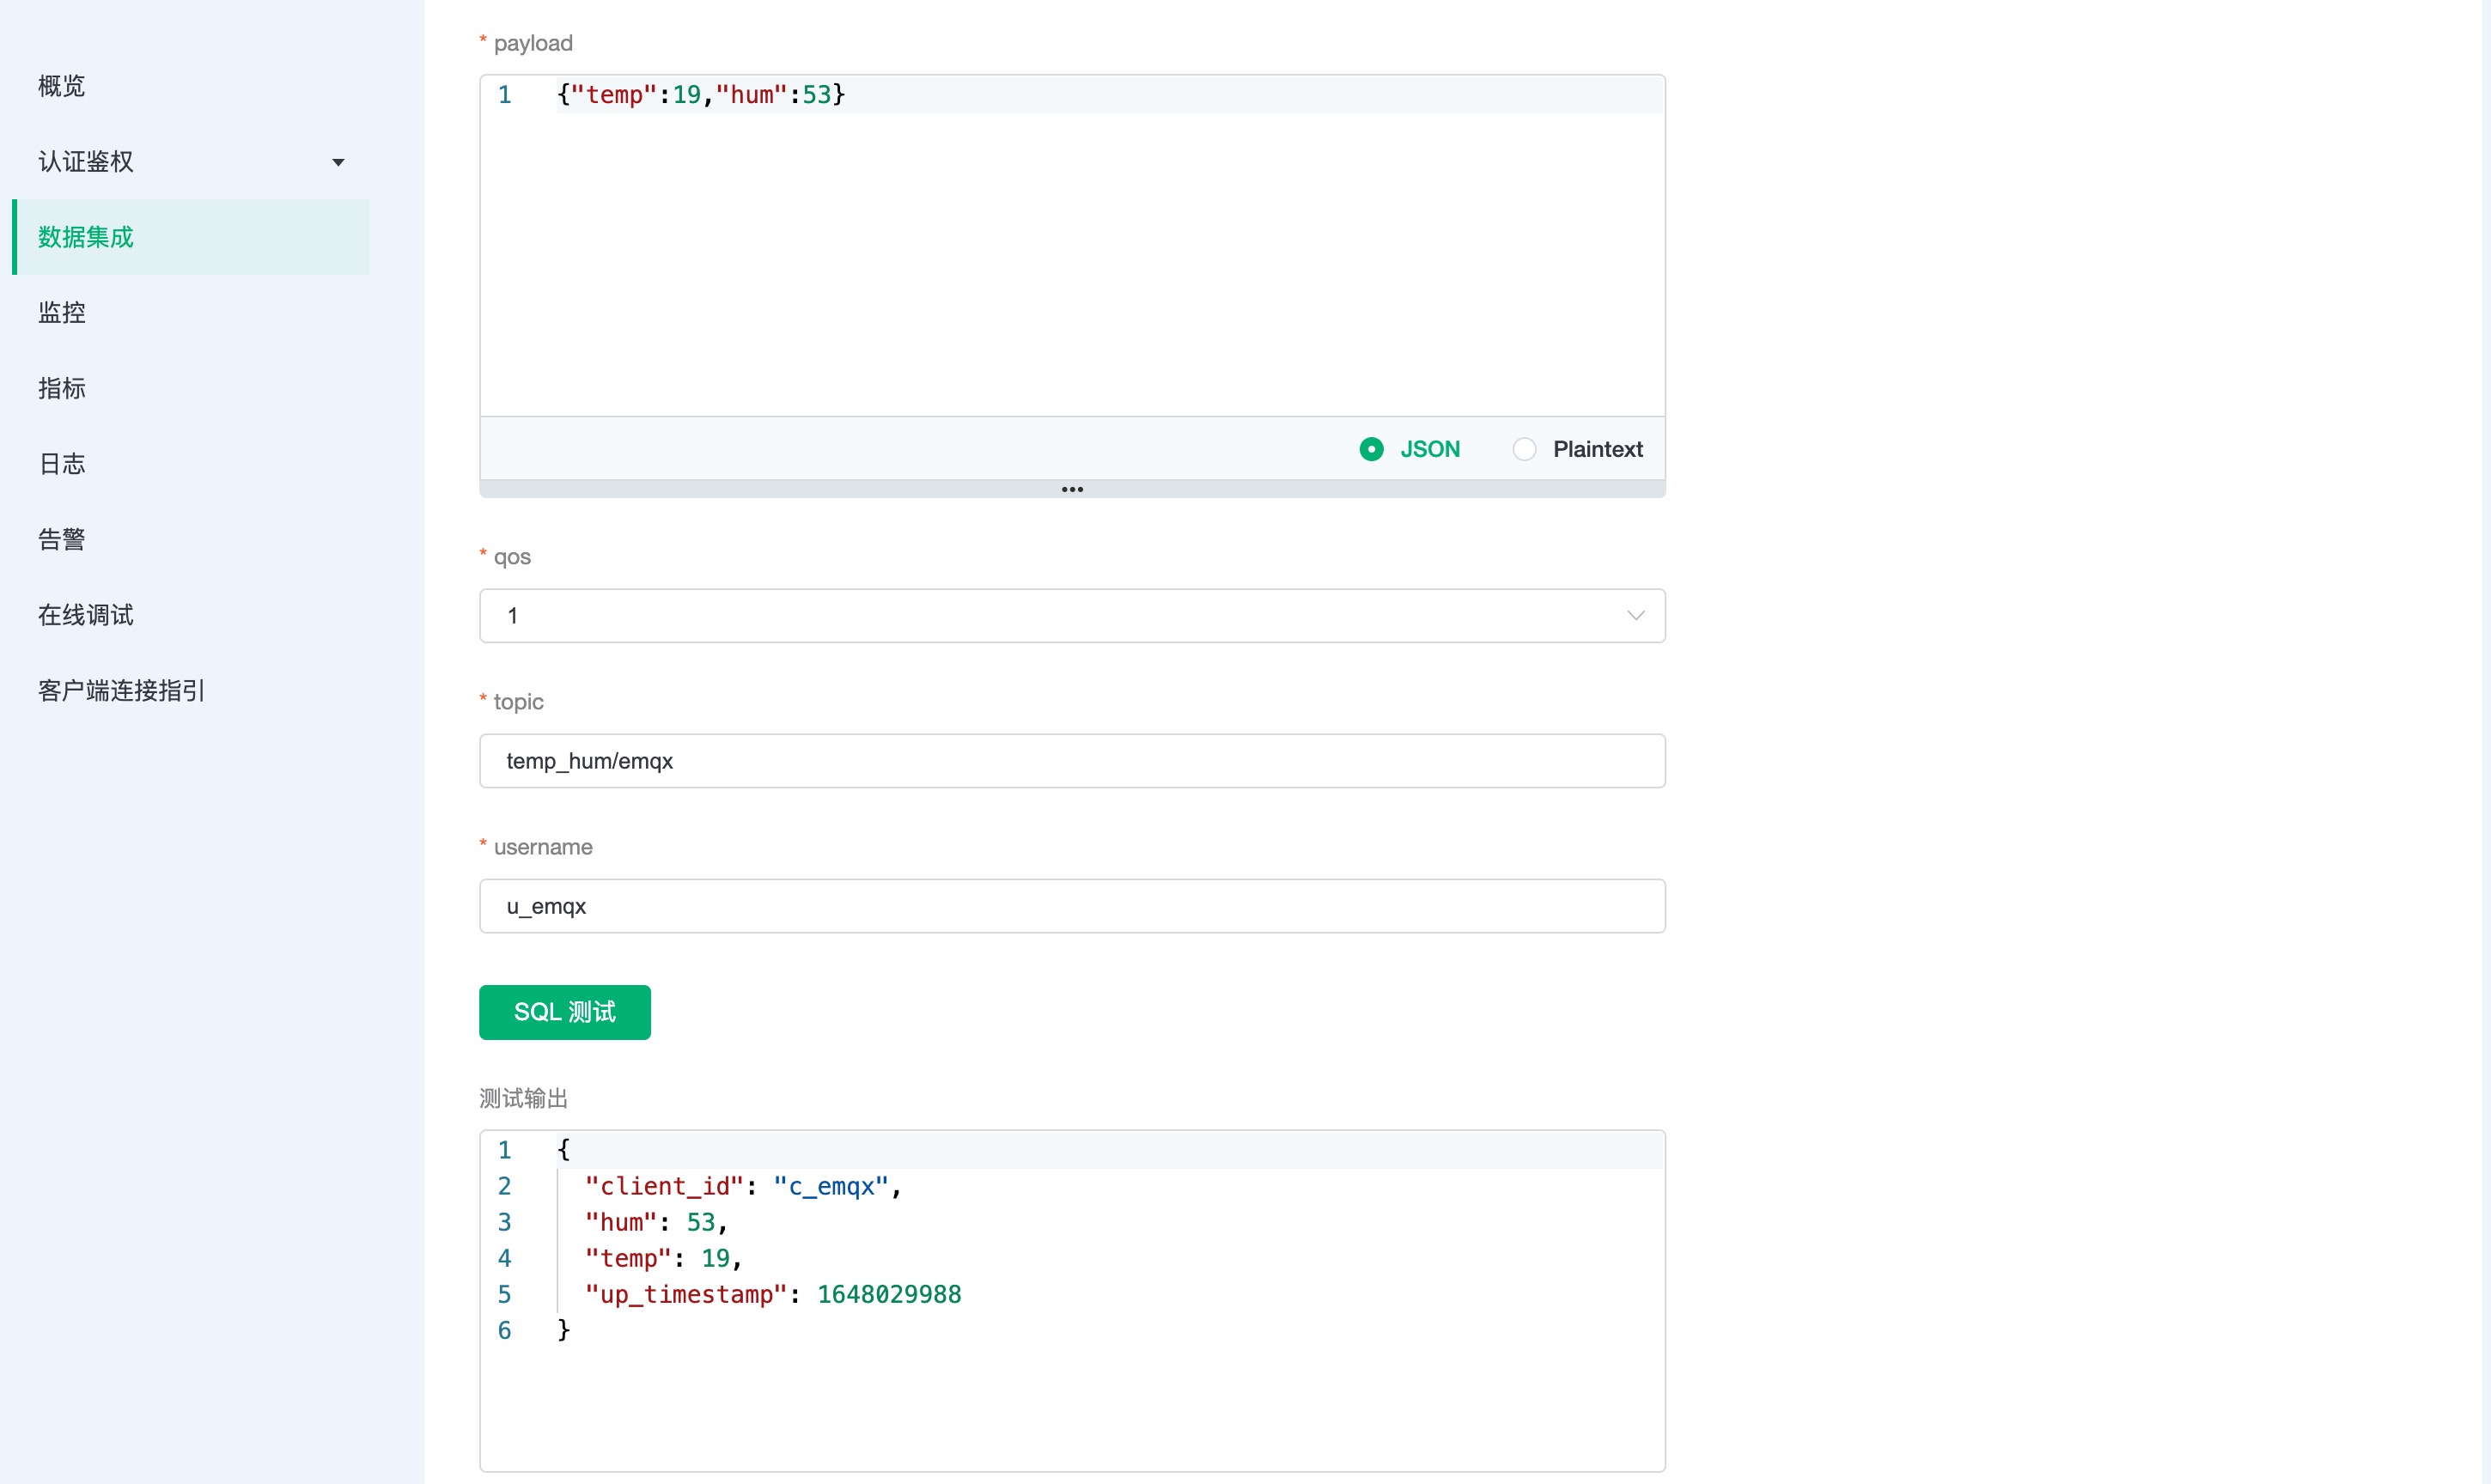 概览
认证鉴权
数据集成
监控
指标
日志
告警
在线调试
客户端连接指引
* payload
1 {"temp":19,"hum":53}
JSON Plaintext
* qos
1
* topic
temp_hum/emqx
* username
u_emqx
SQL 测试
测试输出
1 {
2 "client_id": "c_emqx",
3 "hum": 53,
4 "temp": 19,
5 "up_timestamp": 1648029988
6 }